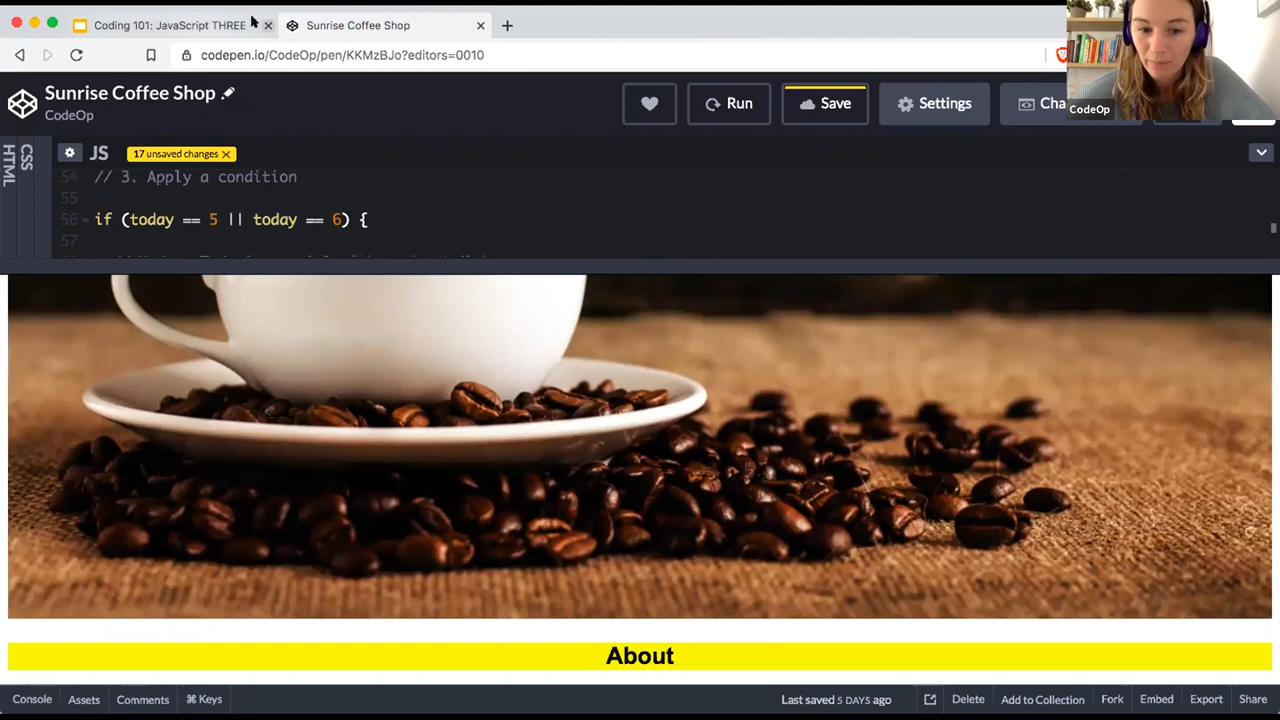 Coding 101: JavaScript THREE
Sunrise Coffee Shop
codepen.io/CodeOp/pen/KKMzBJo?editors=0010
Sunrise Coffee Shop
CodeOp
Run
Save
Settings
Cha
CodeOp
HTML
CSS
JS
17 unsaved changes
54 // 3. Apply a condition
55
56 if (today == 5 || today == 6) {
57
About
Console
Assets
Comments
⌘ Keys
Last saved 5 DAYS ago
Delete
Add to Collection
Fork
Embed
Export
Share